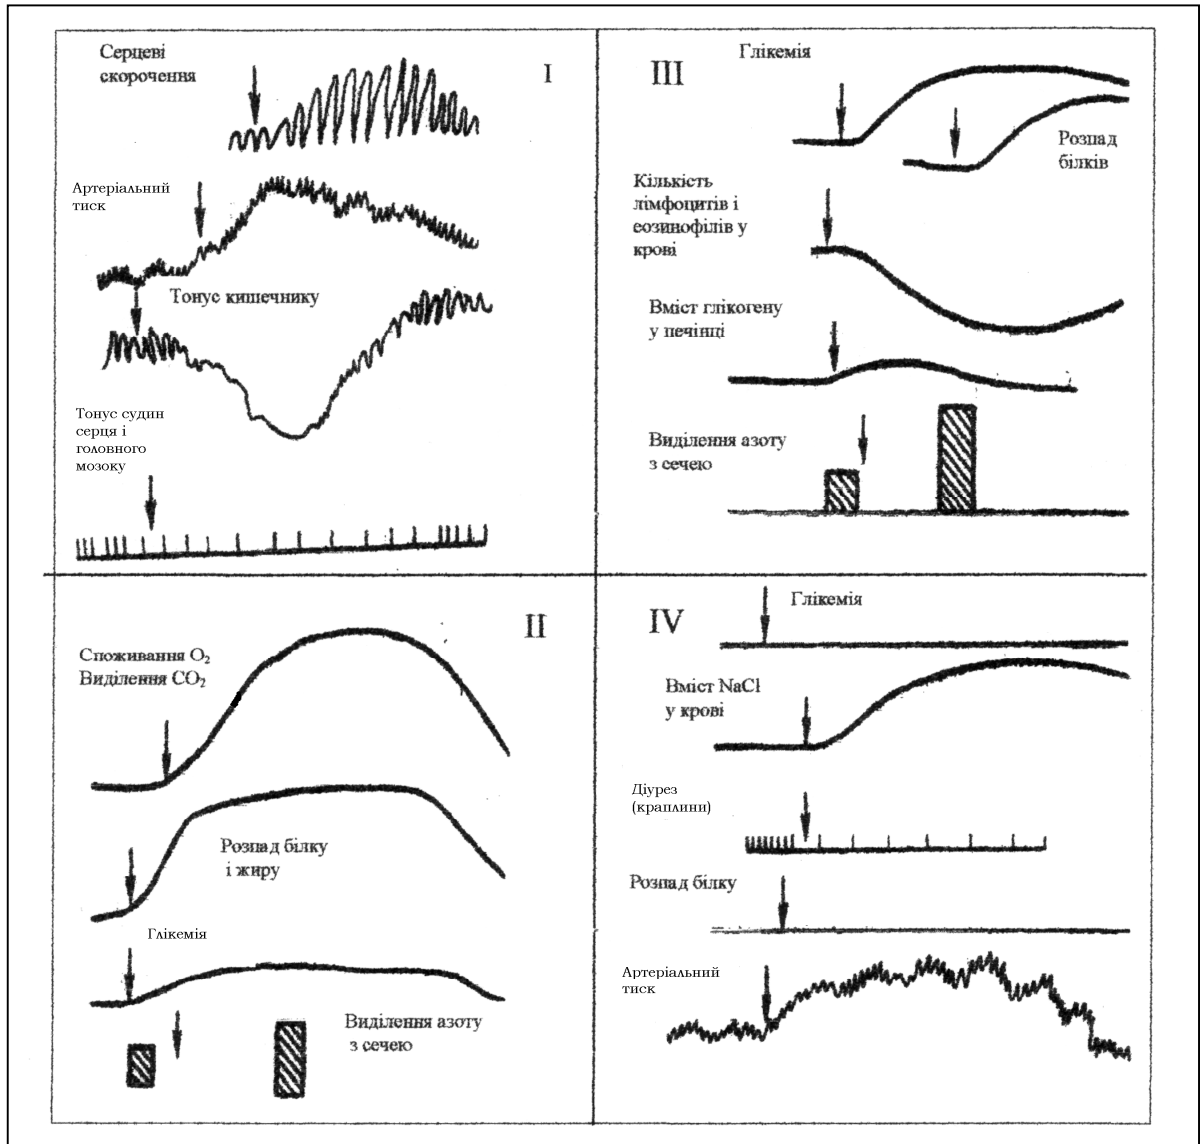 Серцеві
скорочення
I
Артеріальний
тиск
Тонус кишечнику
Тонус судин
серця і
головного
мозоку
III
Глікемія
Розпад
білків
Кількість
лімфоцитів і
еозинофілів у
крові
Вміст глікогену
у печінці
Виділення азоту
з сечею
II
Споживання O₂
Виділення CO₂
Розпад білку
і жиру
Глікемія
Виділення азоту
з сечею
IV
Глікемія
Вміст NaCl
у крові
Діурез
(краплини)
Розпад білку
Артеріальний
тиск